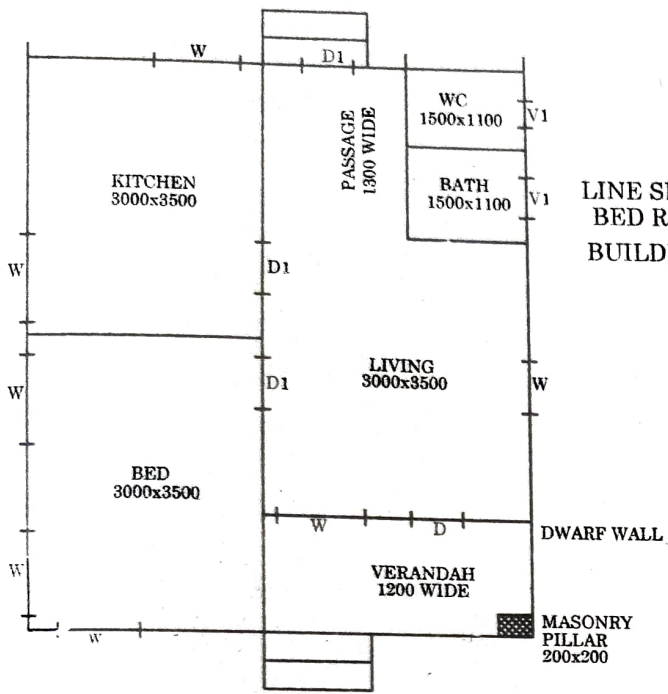 W
D1
WC
1500x1100
V1
PASSAGE
1300 WIDE
KITCHEN
3000x3500
BATH
1500x1100
V1
LINE
BED
BUILD
W
D1
W
D1
LIVING
3000x3500
W
BED
3000x3500
W
D
DWARF WALL
W
VERANDAH
1200 WIDE
W
MASONRY
PILLAR
200x200